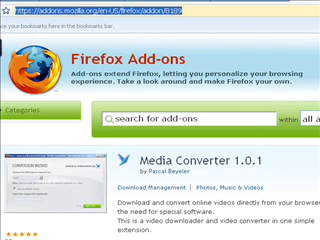 https://addons.mozilla.org/en-US/firefox/addon/8189
ce your bookmarks here in the bookmarks bar.
Firefox Add-ons
Add-ons extend Firefox, letting you personalize your browsing
experience. Take a look around and make Firefox your own.
Categories
search for add-ons within all a
Media Converter 1.0.1
by Pascal Beyeler
Download Management | Photos, Music & Videos
Download and convert online videos directly from your browser
the need for special software.
This is a video downloader and video converter in one simple
extension.